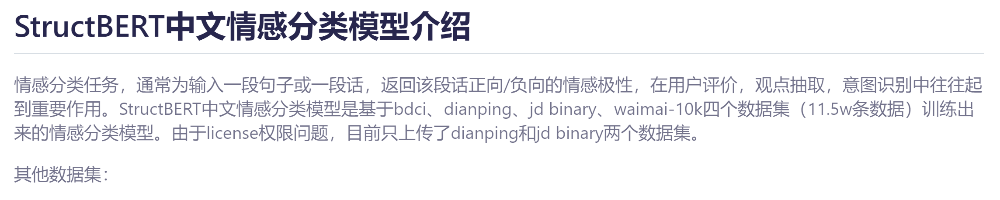 StructBERT中文情感分类模型介绍
情感分类任务，通常为输入一段句子或一段话，返回该段话正向/负向的情感极性，在用户评价，观点抽取，意图识别中往往起
到重要作用。StructBERT中文情感分类模型是基于bdci、dianping、jd binary、waimai-10k四个数据集（11.5w条数据）训练出
来的情感分类模型。由于license权限问题，目前只上传了dianping和jd binary两个数据集。
其他数据集：